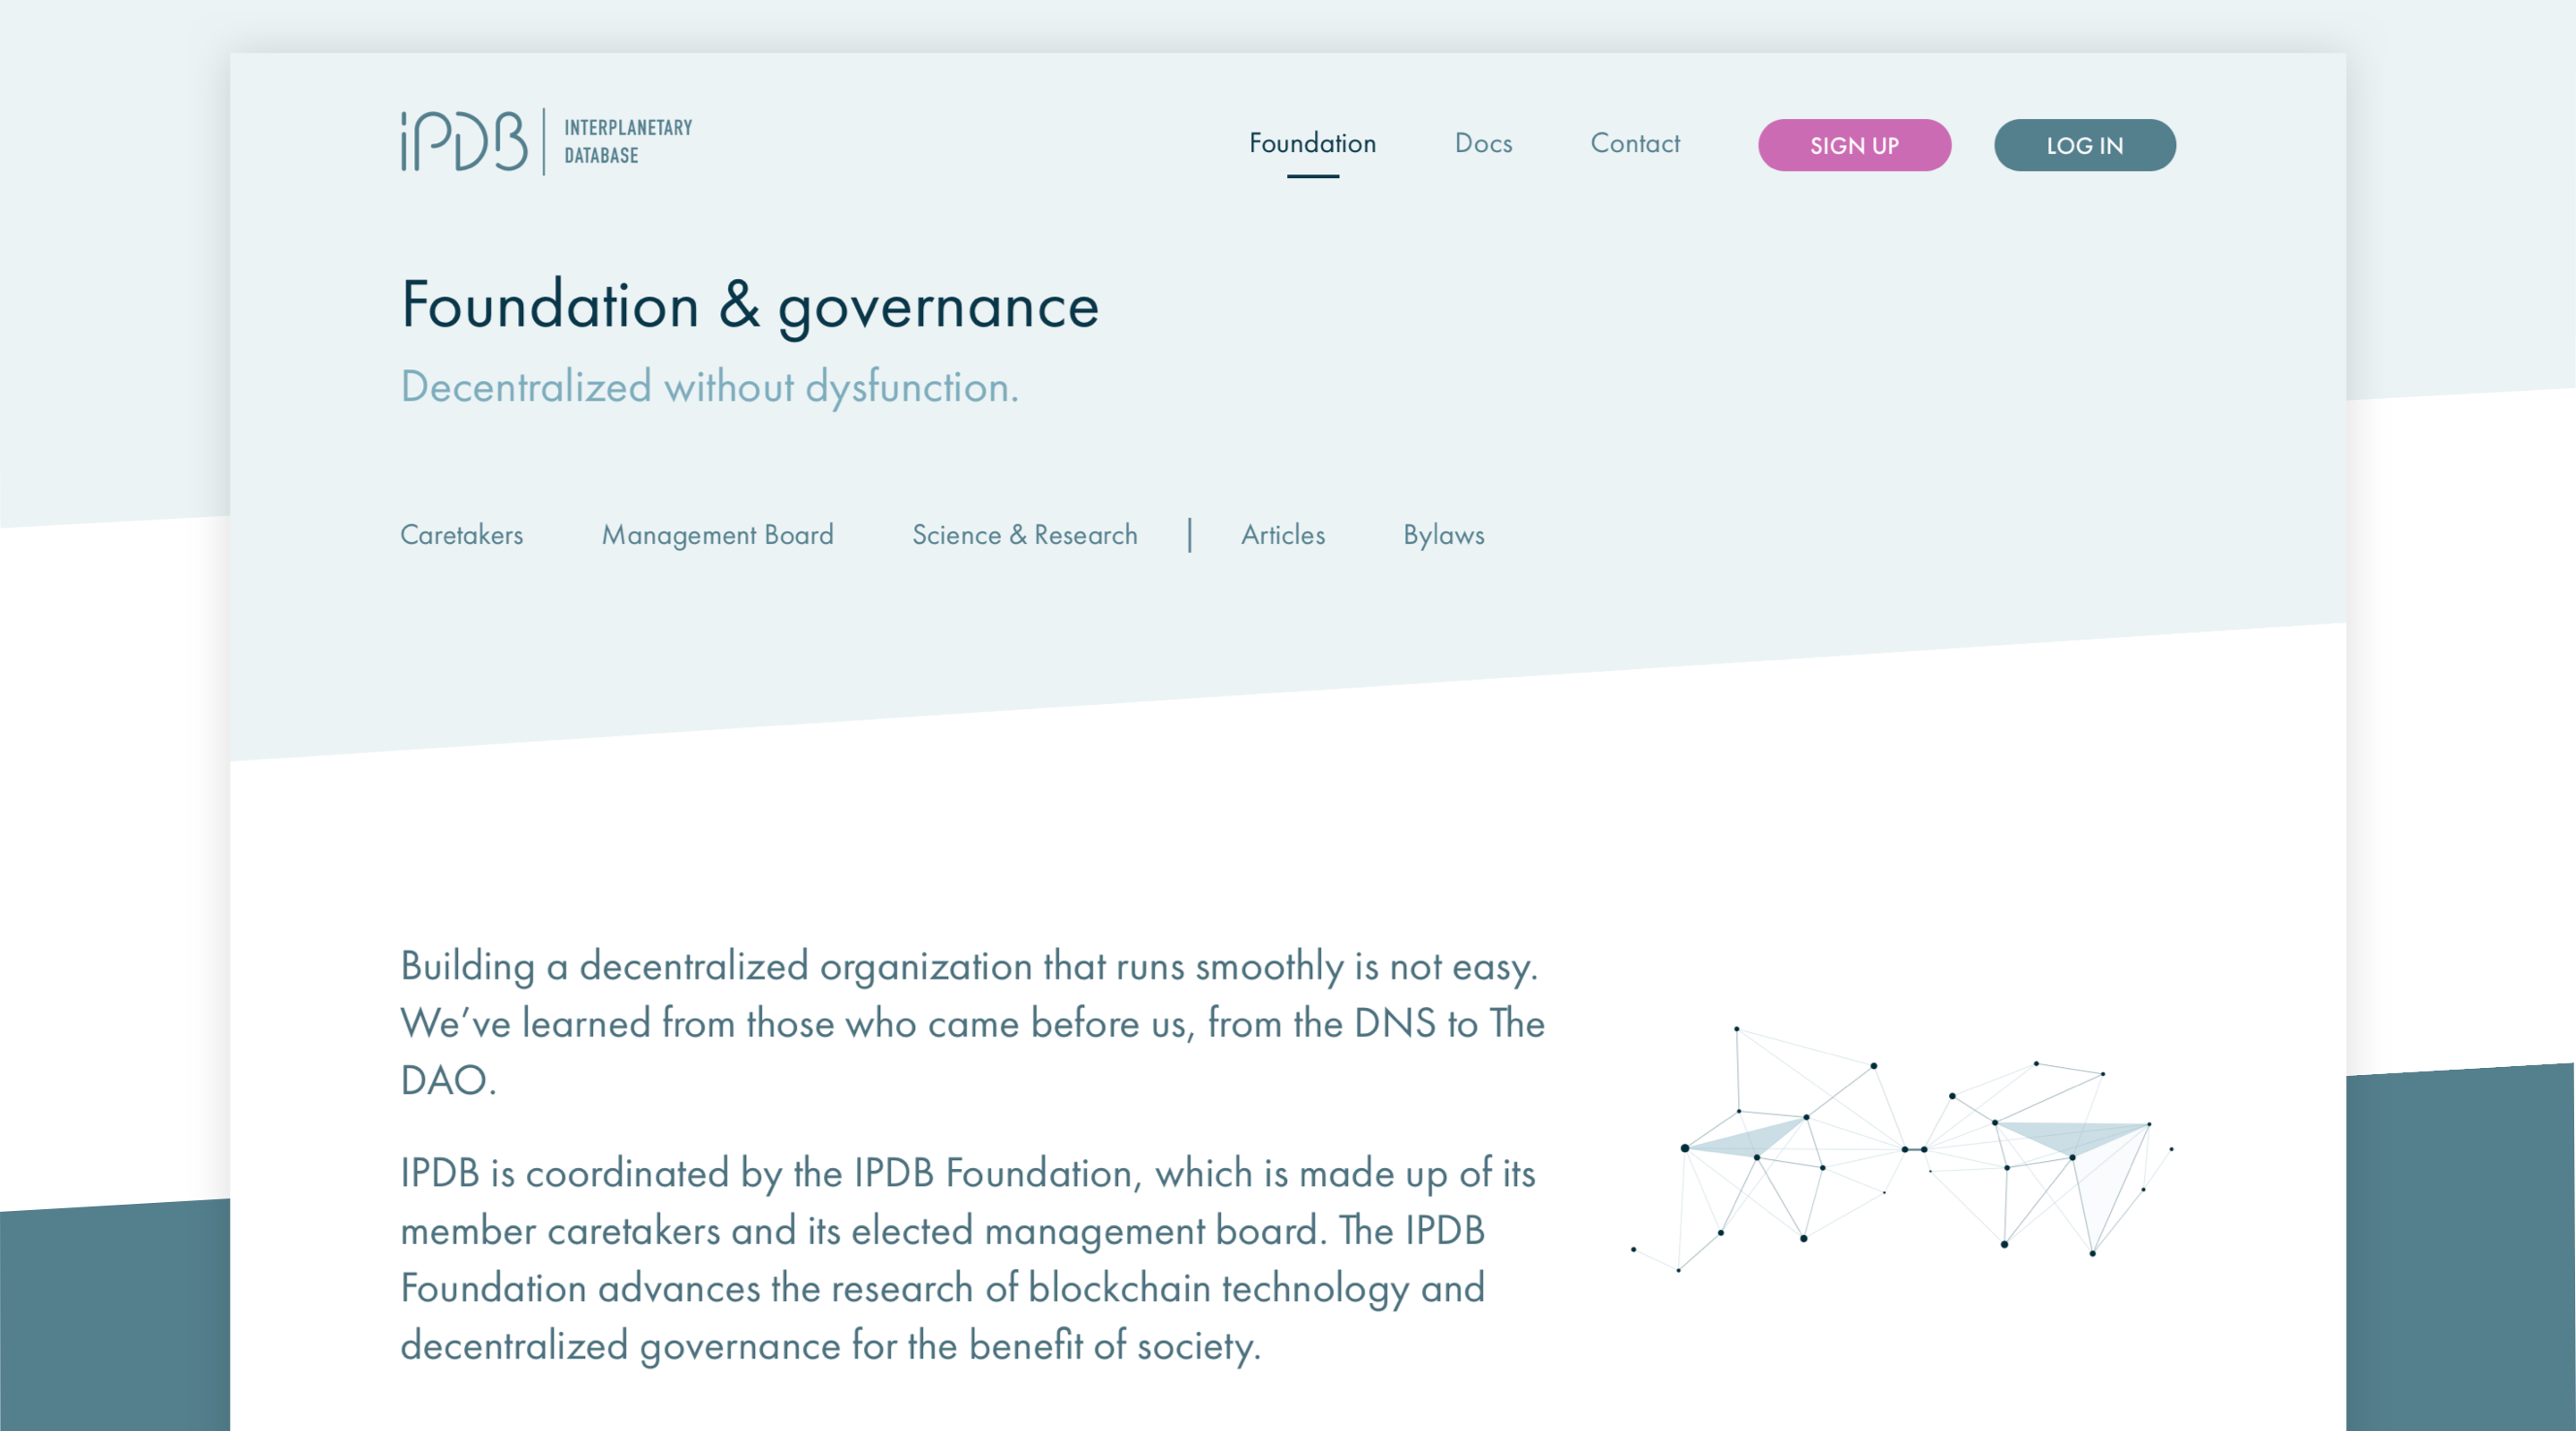 iPDB
INTERPLANETARY
DATABASE
Foundation
Docs
Contact
SIGN UP
LOG IN
Foundation & governance
Decentralized without dysfunction.
Caretakers
Management Board
Science & Research
Articles
Bylaws
Building a decentralized organization that runs smoothly is not easy.
We’ve learned from those who came before us, from the DNS to The
DAO.
IPDB is coordinated by the IPDB Foundation, which is made up of its
member caretakers and its elected management board. The IPDB
Foundation advances the research of blockchain technology and
decentralized governance for the benefit of society.